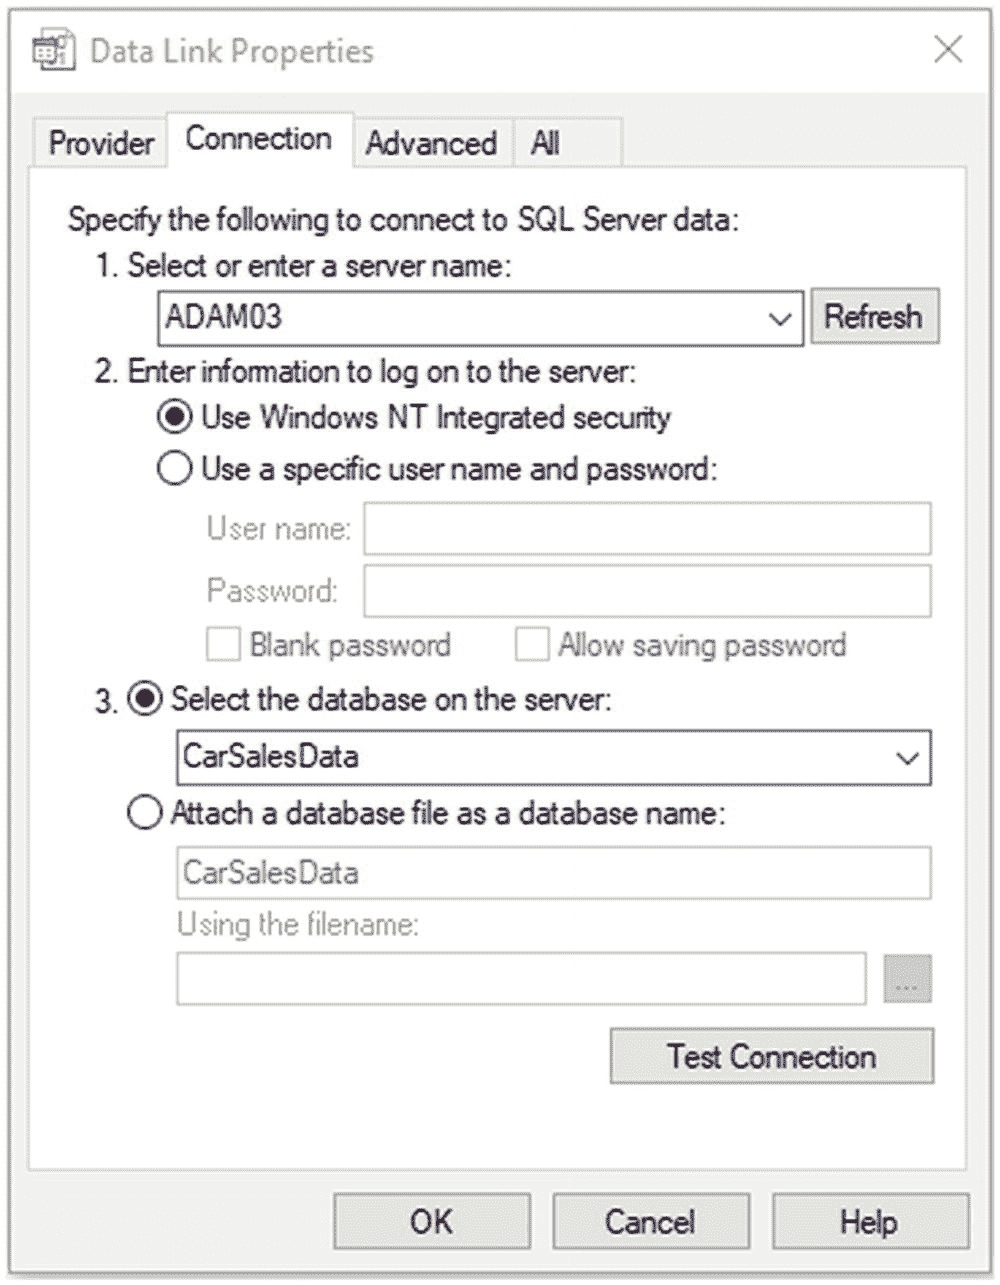 Data Link Properties
Provider Connection Advanced All
Specify the following to connect to SQL Server data:
1. Select or enter a server name:
ADAM03 Refresh
2. Enter information to log on to the server:
Use Windows NT Integrated security
Use a specific user name and password:
User name:
Password:
Blank password Allow saving password
3. Select the database on the server:
CarSalesData
Attach a database file as a database name:
CarSalesData
Using the filename:
...
Test Connection
OK Cancel Help